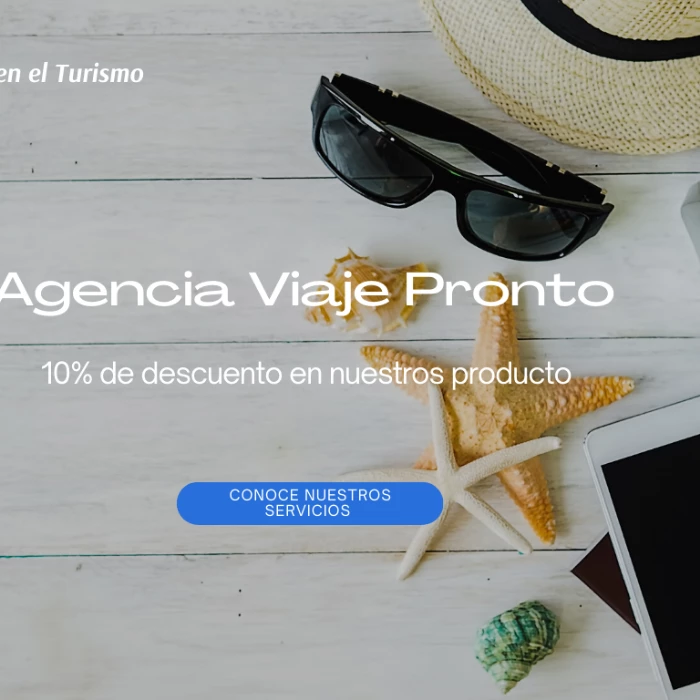 en el Turismo
Agencia Viaje Pronto
10% de descuento en nuestros producto
CONOCE NUESTROS
SERVICIOS